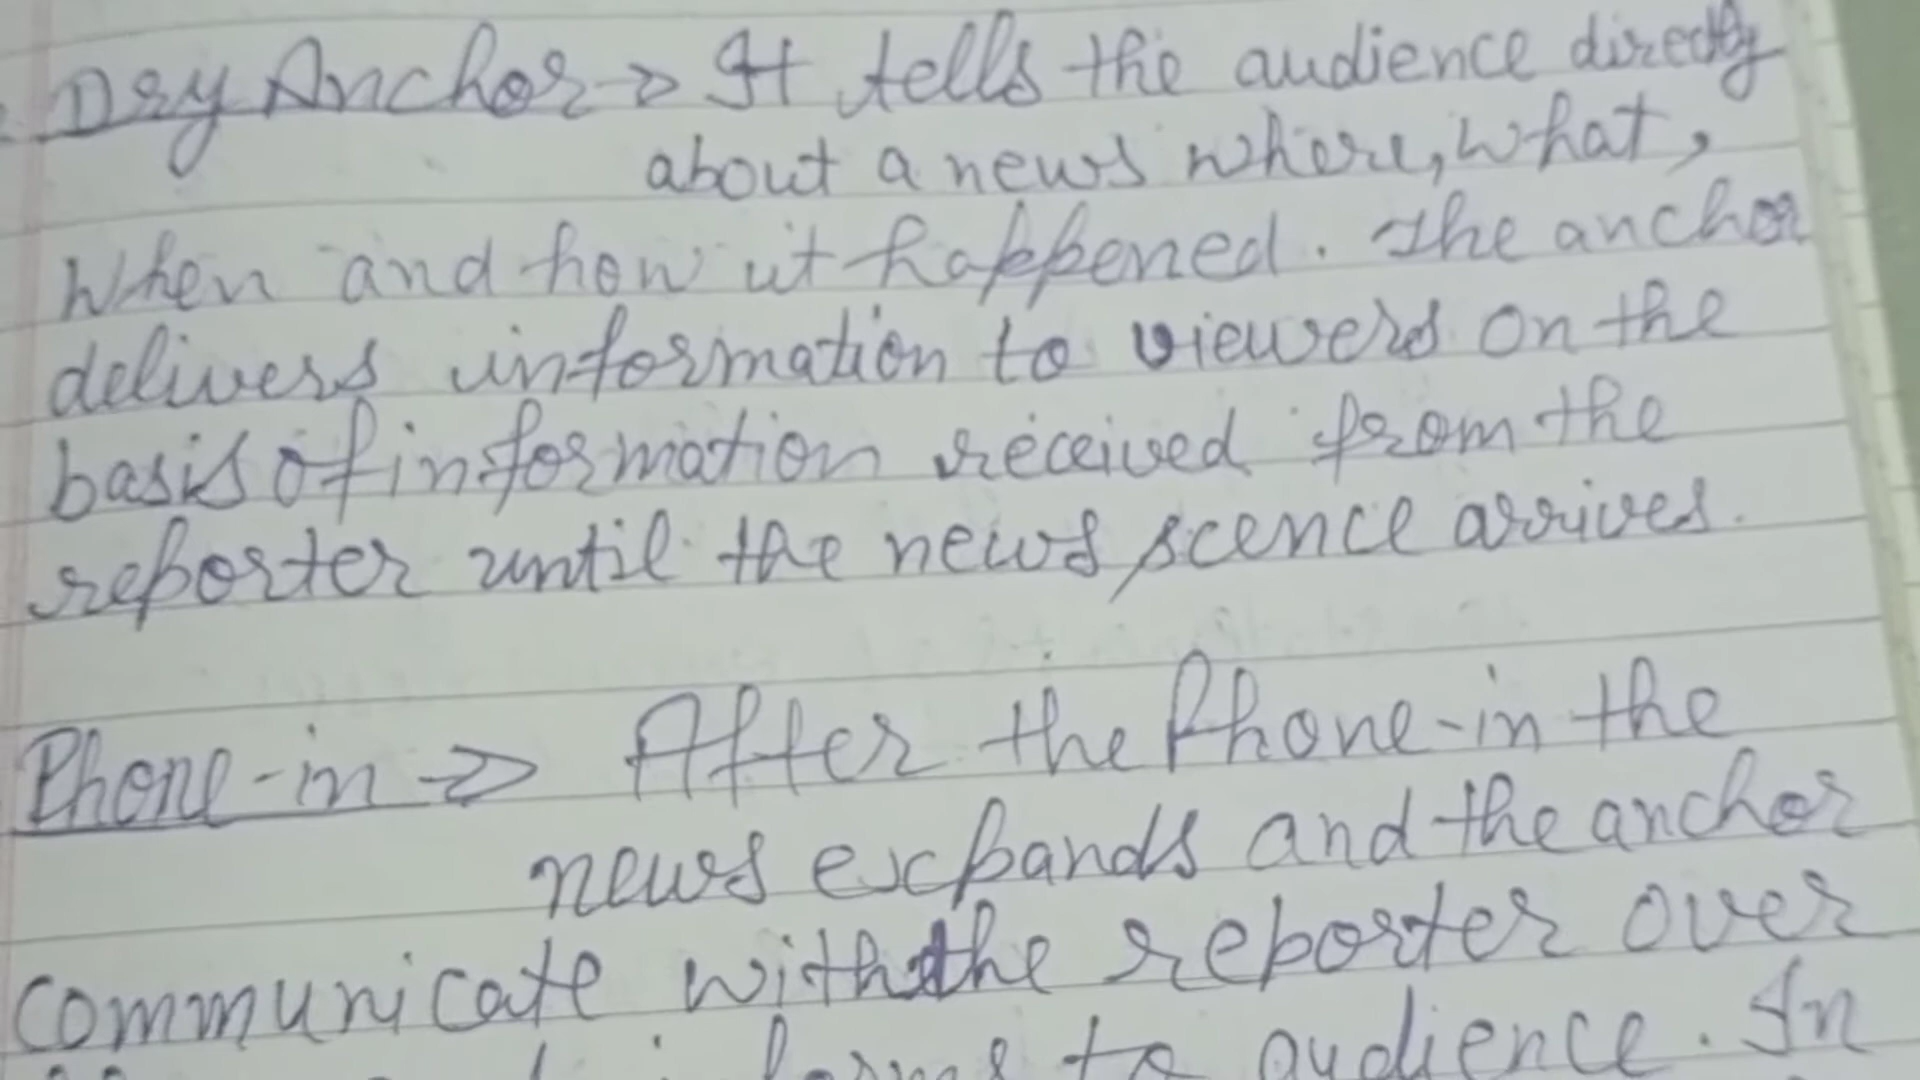 Dry Anchor → It tells the audience directly
about a news where, what,
when and how it happened. The anchor
delivers information to viewers on the
basis of information received from the
reporter until the news scence arrives.
Phone-in ⇒ After the Phone-in the
news expands and the anchor
communicate with the reporter over
to audience. In